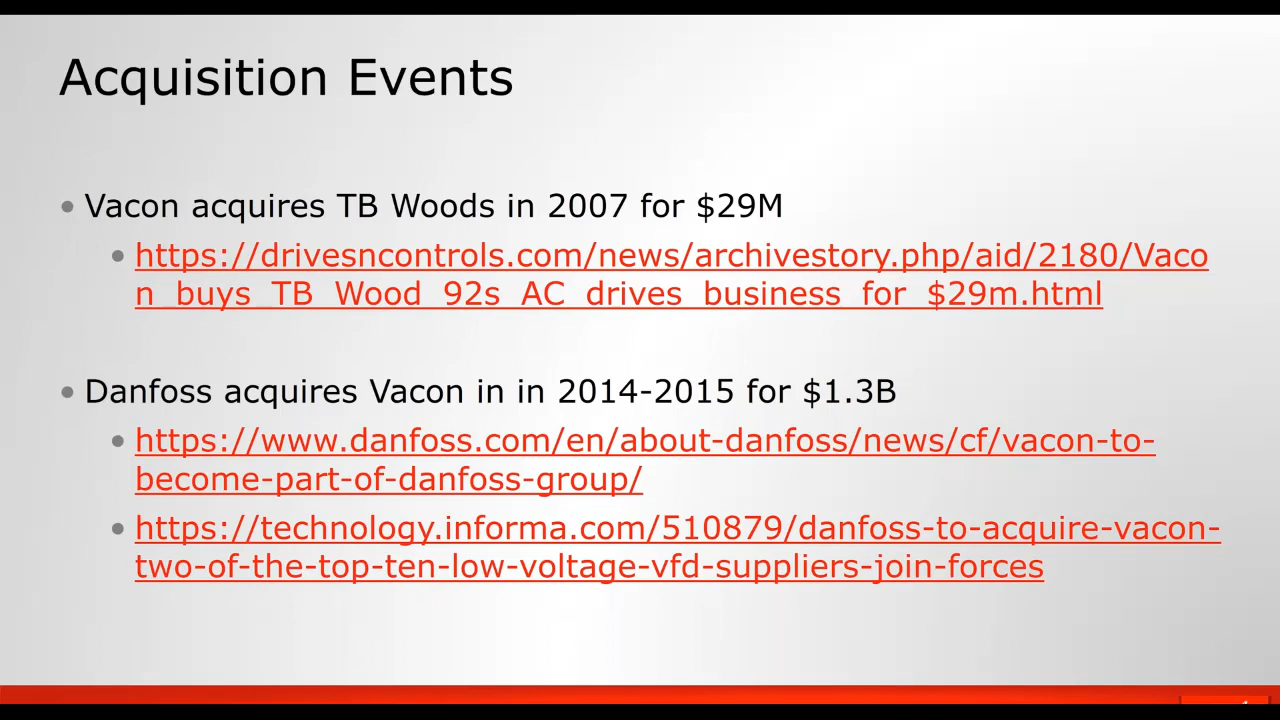 Acquisition Events
• Vacon acquires TB Woods in 2007 for $29M
• https://drivesncontrols.com/news/archivestory.php/aid/2180/Vaco
n_buys_TB_Wood_92s_AC_drives_business_for_$29m.html
• Danfoss acquires Vacon in in 2014-2015 for $1.3B
• https://www.danfoss.com/en/about-danfoss/news/cf/vacon-to-
become-part-of-danfoss-group/
• https://technology.informa.com/510879/danfoss-to-acquire-vacon-
two-of-the-top-ten-low-voltage-vfd-suppliers-join-forces